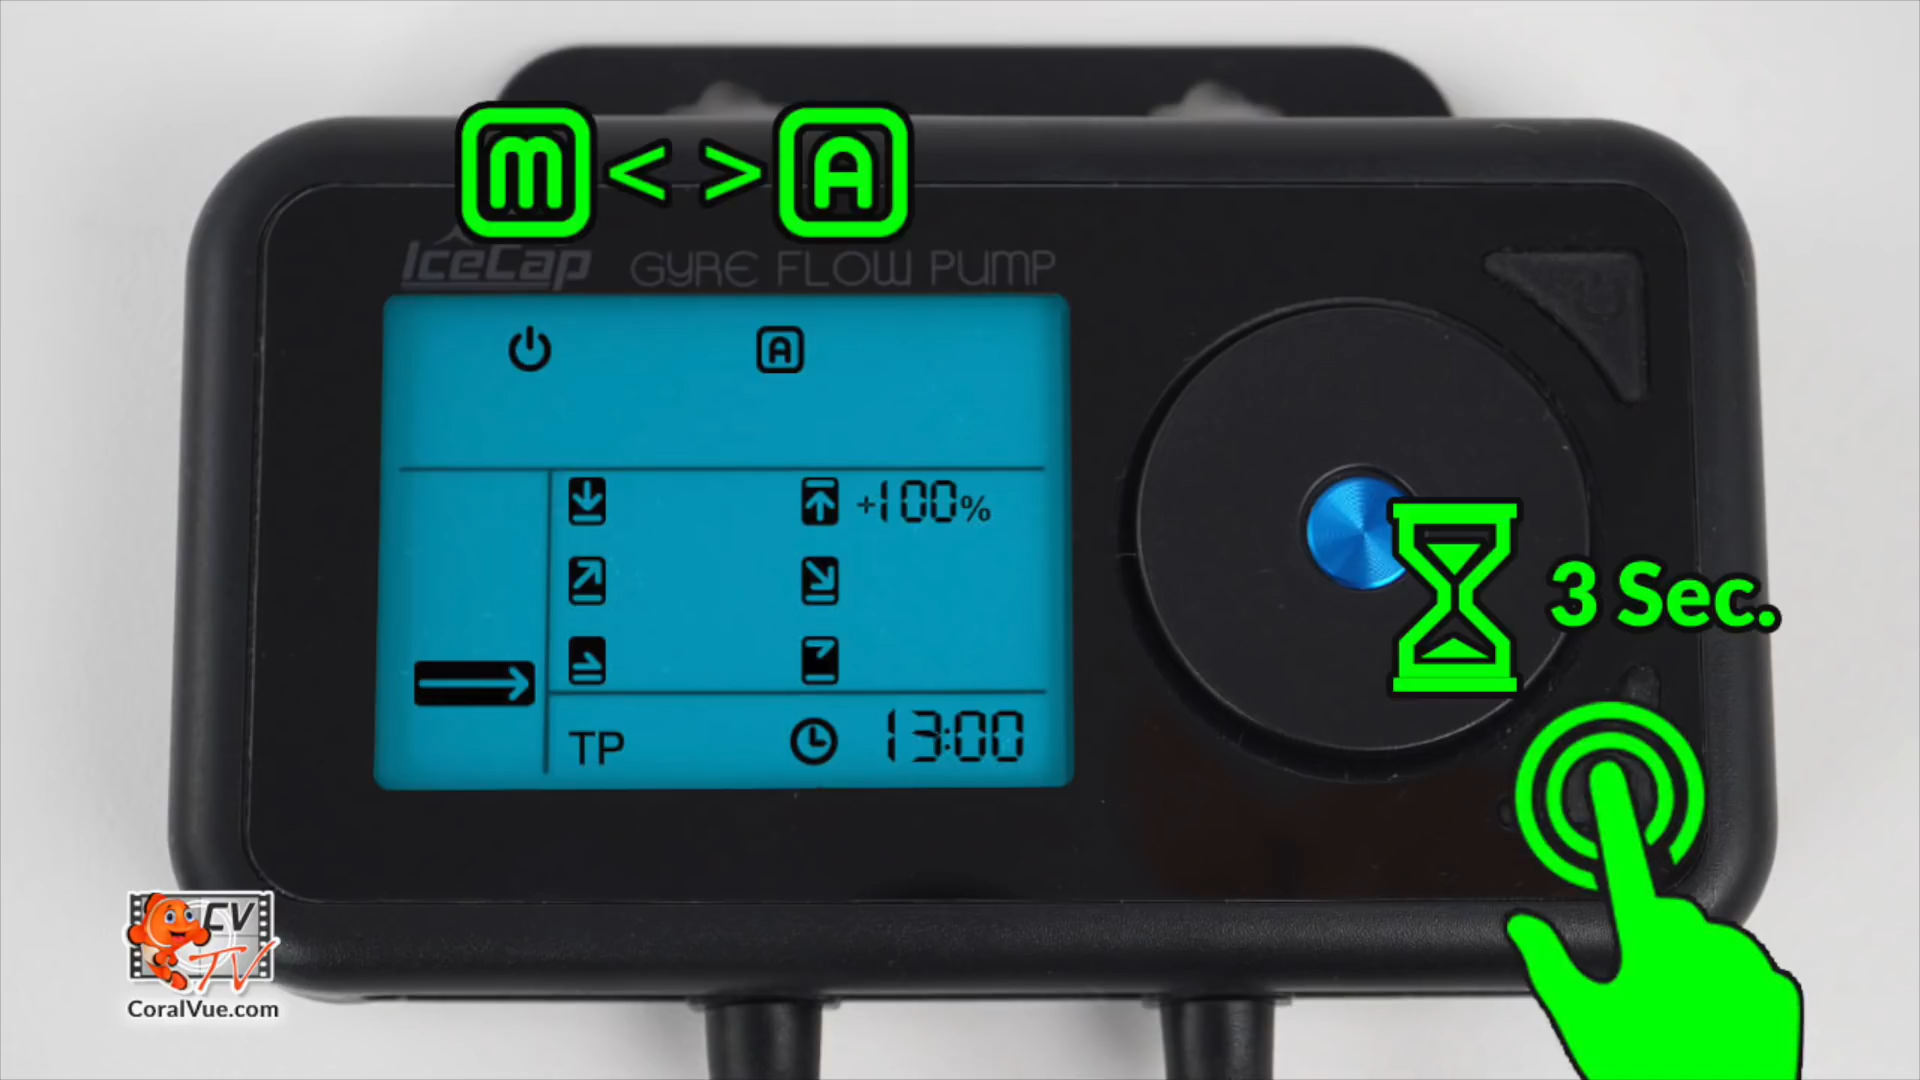 M < > A
IceCap GYRE FLOW PUMP
A
+100%
TP 13:00
3 Sec.
CV
TV
CoralVue.com